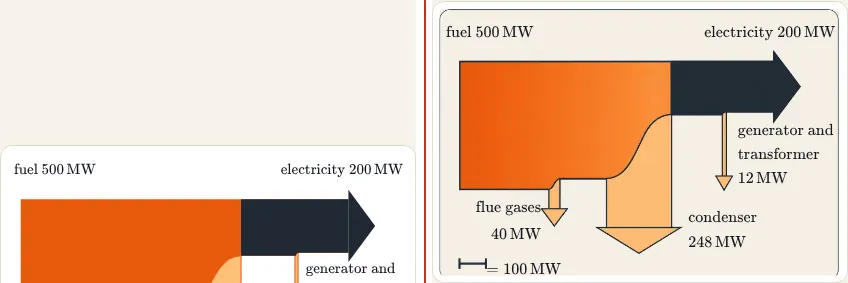 fuel 500 MW
electricity 200 MW
generator and
fuel 500 MW
electricity 200 MW
generator and
transformer
12 MW
flue gases
40 MW
condenser
248 MW
= 100 MW